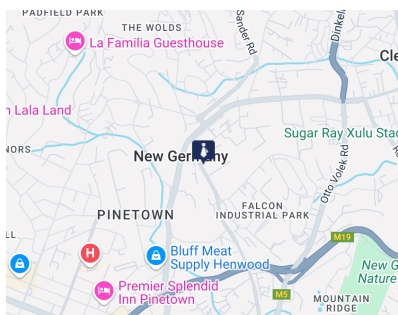 PADFIELD PARK
THE WOLDS
Sander Rd
Dinkel
La Familia Guesthouse
Cle
n Lala Land
Sugar Ray Xulu Stad
NORS
New Germany
Otto Volek Rd
FALCON
INDUSTRIAL PARK
PINETOWN
M19
LL
H
Bluff Meat
Supply Henwood
New G
Nature
Premier Splendid
Inn Pinetown
M5
MOUNTAIN
RIDGE